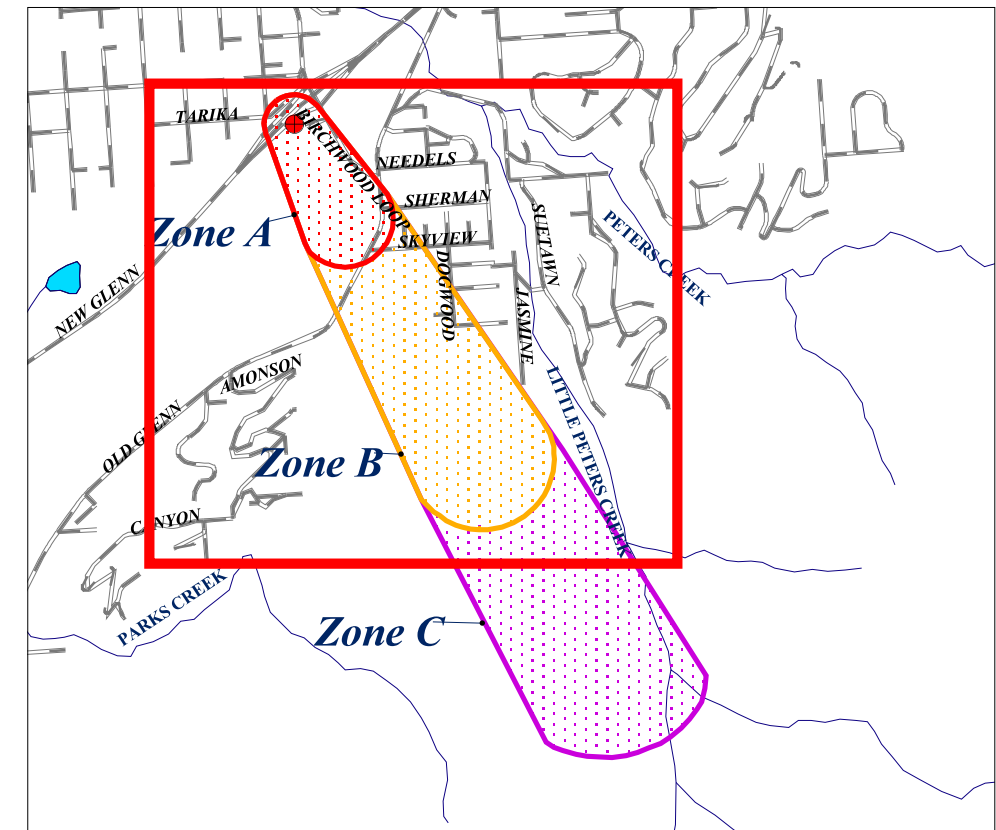 TARIKA
BIRCHWOOD LOOP
NEEDELS
SHERMAN
SUETAWN
PETERS CREEK
Zone A
SKYVIEW
DOGWOOD
NEW GLENN
JASMINE
AMONSON
LITTLE PETERS CREEK
OLD GLENN
Zone B
CANYON
PARKS CREEK
Zone C